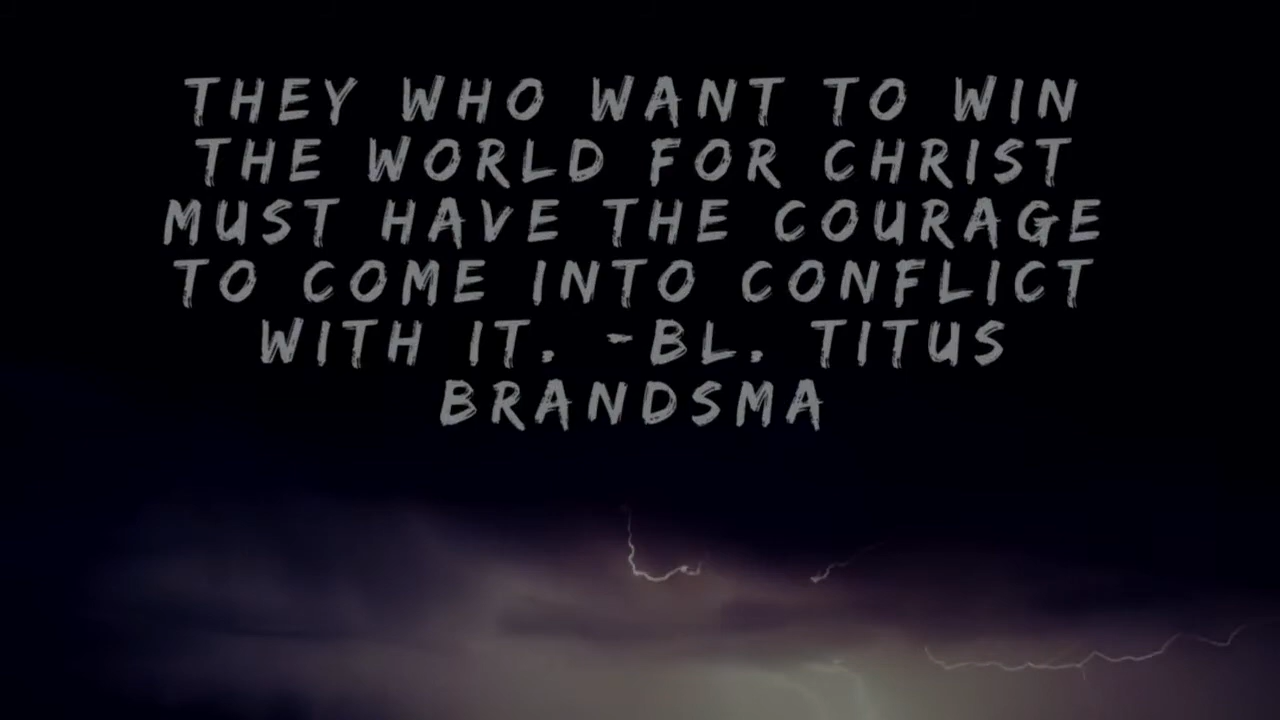 THEY WHO WANT TO WIN
THE WORLD FOR CHRIST
MUST HAVE THE COURAGE
TO COME INTO CONFLICT
WITH IT. -BL. TITUS
BRANDSMA